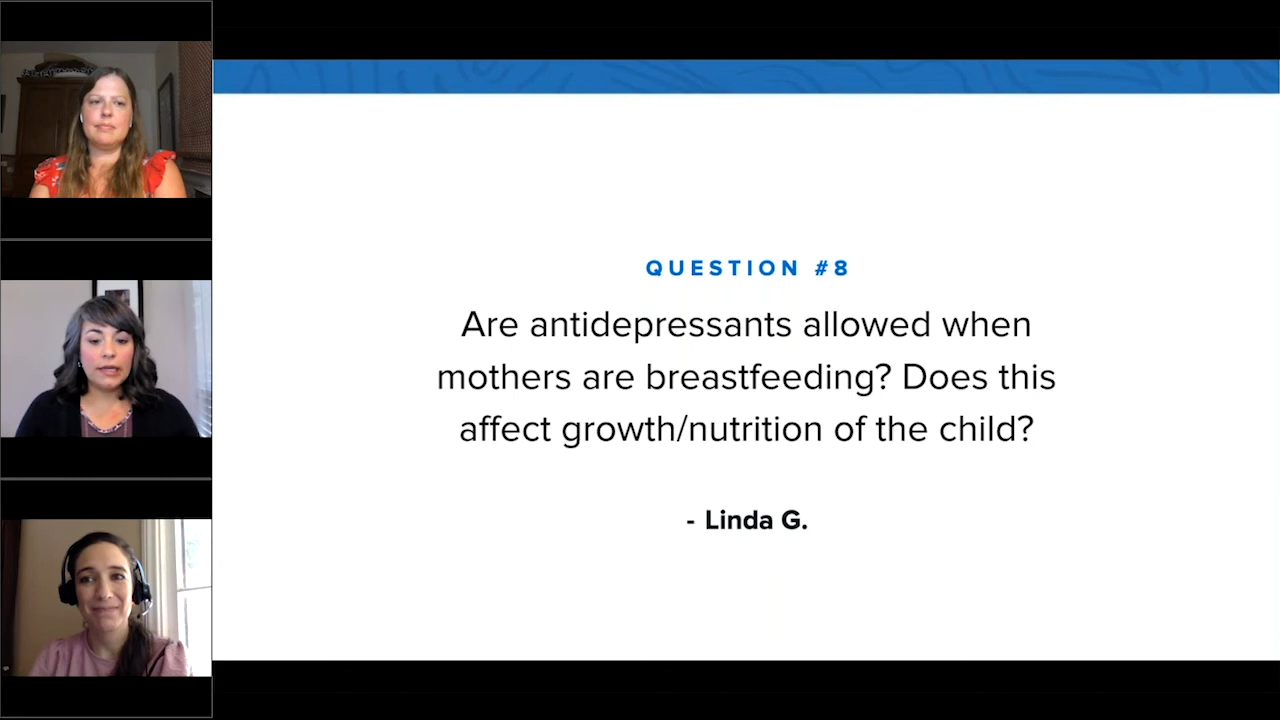 QUESTION #8
Are antidepressants allowed when
mothers are breastfeeding? Does this
affect growth/nutrition of the child?
- Linda G.